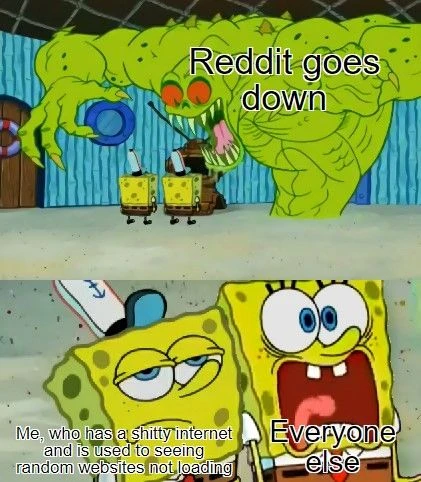 Reddit goes
down
Me, who has a shitty internet
and is used to seeing
random websites not loading
Everyone
else